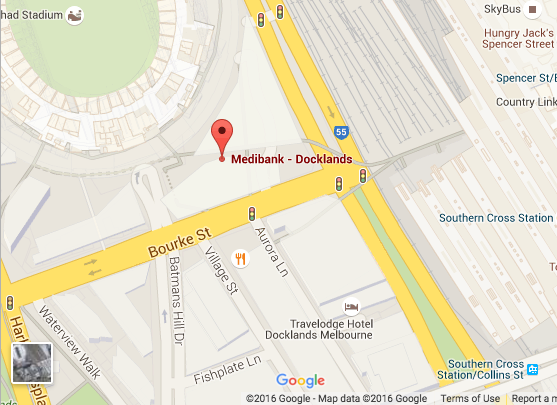 had Stadium
SkyBus
Hungry Jack's
Spencer Street
Spencer St/B
Country Link
55
Medibank - Docklands
Southern Cross Station
Bourke St
Aurora Ln
Village St
Batmans Hill Dr
To
Waterview Walk
Travelodge Hotel
Docklands Melbourne
Fishplate Ln
Southern Cross
Station/Collins St
Google
©2016 Google - Map data ©2016 Google
Terms of Use
Report a